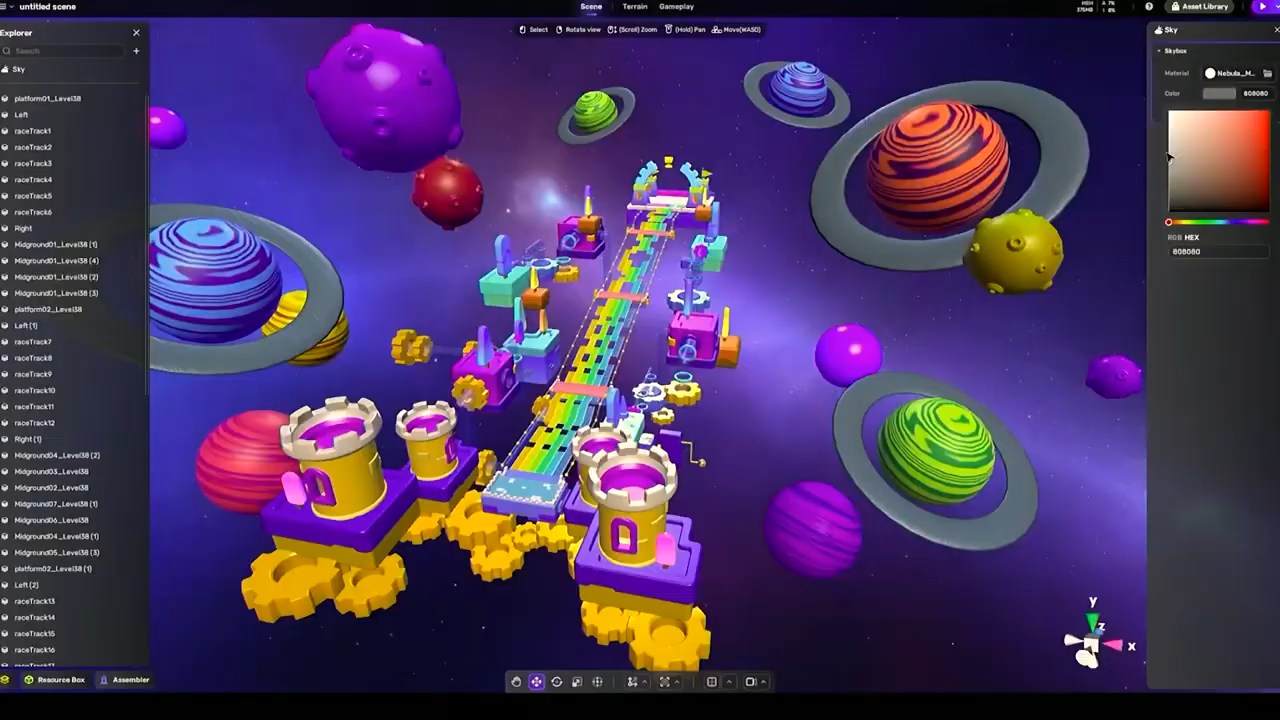 untitled scene
Scene
Terrain
Gameplay
Asset Library
Select
Rotate view
(Scroll) Zoom
(Hold) Pan
Move(WASD)
Explorer
Search
Sky
platform01_Level38
Left
raceTrack1
raceTrack2
raceTrack3
raceTrack4
raceTrack5
raceTrack6
Right
Midground01_Level38 (1)
Midground01_Level38 (4)
Midground01_Level38 (2)
Midground01_Level38 (3)
platform02_Level38
Left (1)
raceTrack7
raceTrack8
raceTrack9
raceTrack10
raceTrack11
raceTrack12
Right (1)
Midground04_Level38 (2)
Midground03_Level38
Midground02_Level38
Midground07_Level38 (1)
Midground06_Level38
Midground04_Level38 (1)
Midground05_Level38 (3)
platform02_Level38 (1)
Left (2)
raceTrack13
raceTrack14
raceTrack15
raceTrack16
Resource Box
Assembler
Sky
Skybox
Material
Nebula_M...
Color
808080
RGB HEX
808080
Y
Z
X